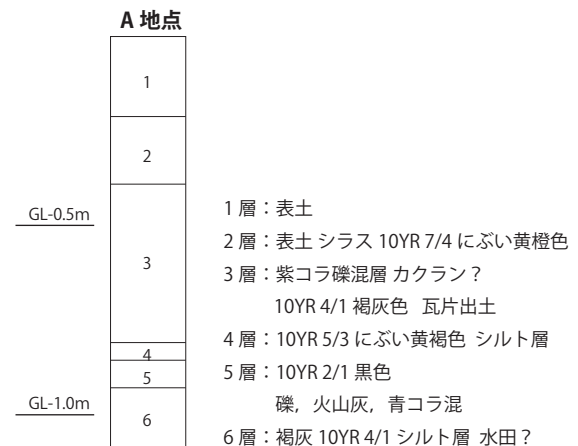 A 地点
1
2
GL-0.5m
3
4
5
GL-1.0m
6
1 層：表土
2 層：表土 シラス 10YR 7/4 にぶい黄橙色
3 層：紫コラ礫混層 カクラン？
10YR 4/1 褐灰色 瓦片出土
4 層：10YR 5/3 にぶい黄褐色 シルト層
5 層：10YR 2/1 黒色
礫，火山灰，青コラ混
6 層：褐灰 10YR 4/1 シルト層 水田？